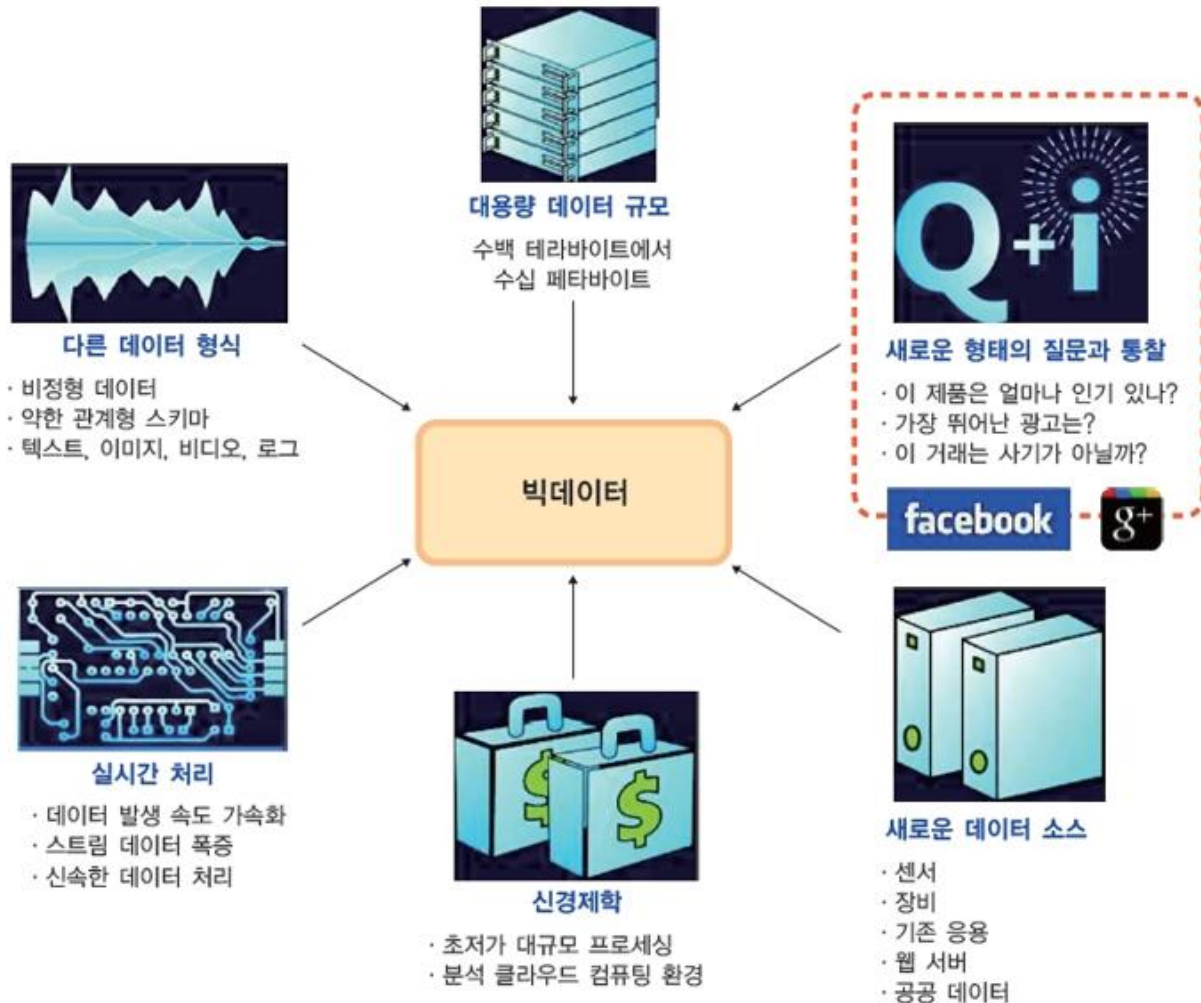 대용량 데이터 규모
수백 테라바이트에서
수십 페타바이트
다른 데이터 형식
· 비정형 데이터
· 약한 관계형 스키마
· 텍스트, 이미지, 비디오, 로그
Q+i
새로운 형태의 질문과 통찰
· 이 제품은 얼마나 인기 있나?
· 가장 뛰어난 광고는?
· 이 거래는 사기가 아닐까?
facebook
g+
빅데이터
실시간 처리
· 데이터 발생 속도 가속화
· 스트림 데이터 폭증
· 신속한 데이터 처리
$ $
신경제학
· 초저가 대규모 프로세싱
· 분석 클라우드 컴퓨팅 환경
새로운 데이터 소스
· 센서
· 장비
· 기존 응용
· 웹 서버
· 공공 데이터